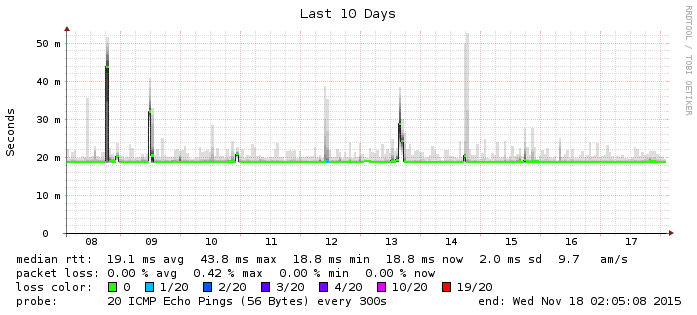 Last 10 Days
RRDTOOL / TOBI OETIKER
Seconds
50 m
40 m
30 m
20 m
10 m
0
08 09 10 11 12 13 14 15 16 17
median rtt: 19.1 ms avg 43.8 ms max 18.8 ms min 18.8 ms now 2.0 ms sd 9.7 am/s
packet loss: 0.00 % avg 0.42 % max 0.00 % min 0.00 % now
loss color: 0 1/20 2/20 3/20 4/20 10/20 19/20
probe: 20 ICMP Echo Pings (56 Bytes) every 300s end: Wed Nov 18 02:05:08 2015